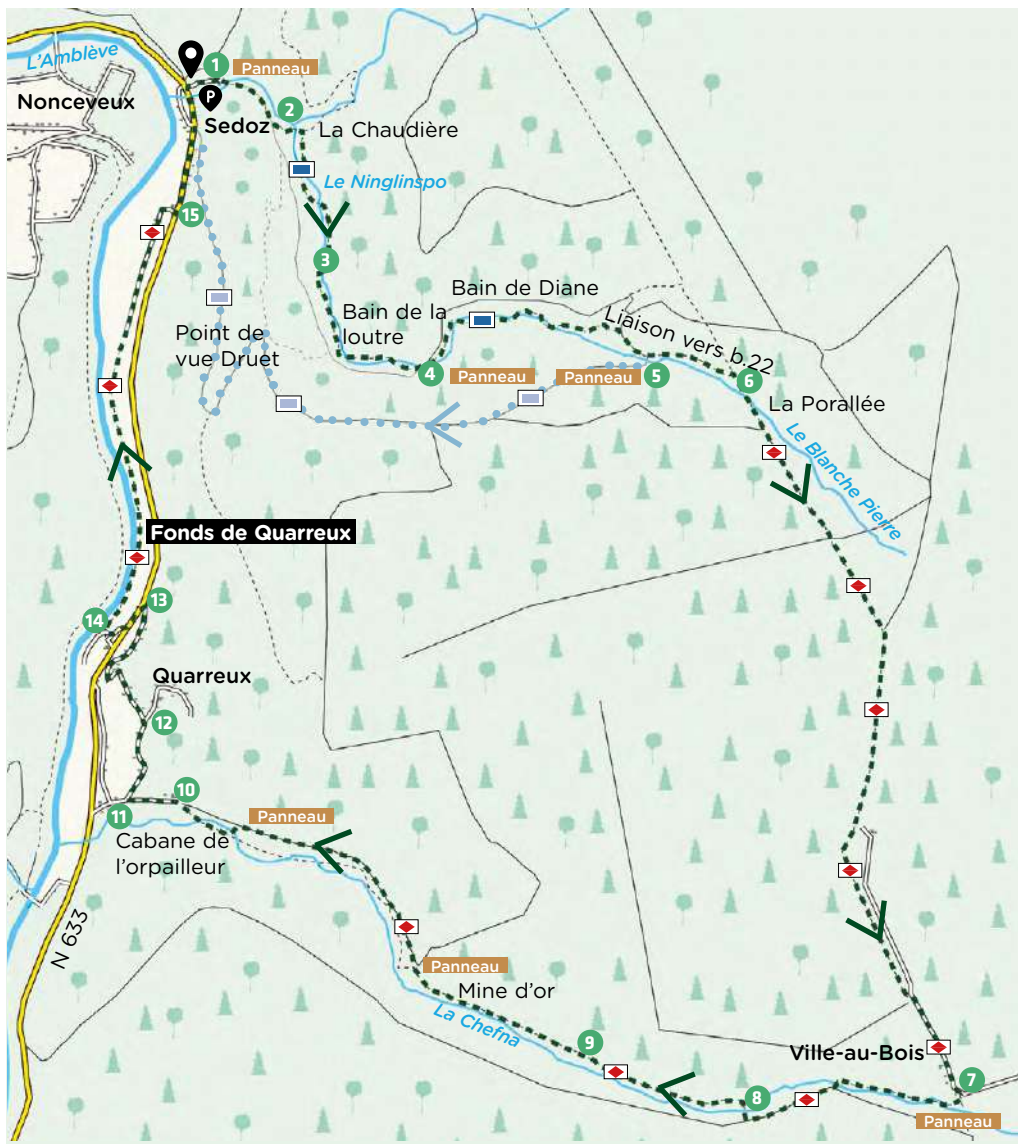 L'Amblève
1
Panneau
Nonceveux
P
Sedoz
2
La Chaudière
Le Ninglinspo
15
3
Bain de Diane
Bain de la
loutre
Liaison vers b.22
Point de
vue Druet
4
Panneau
Panneau
5
6
La Porallée
Le Blanche Pierre
Fonds de Quarreux
13
14
Quarreux
12
10
11
Panneau
Cabane de
l'orpailleur
N 633
Panneau
Mine d'or
La Chefna
9
Ville-au-Bois
7
8
Panneau